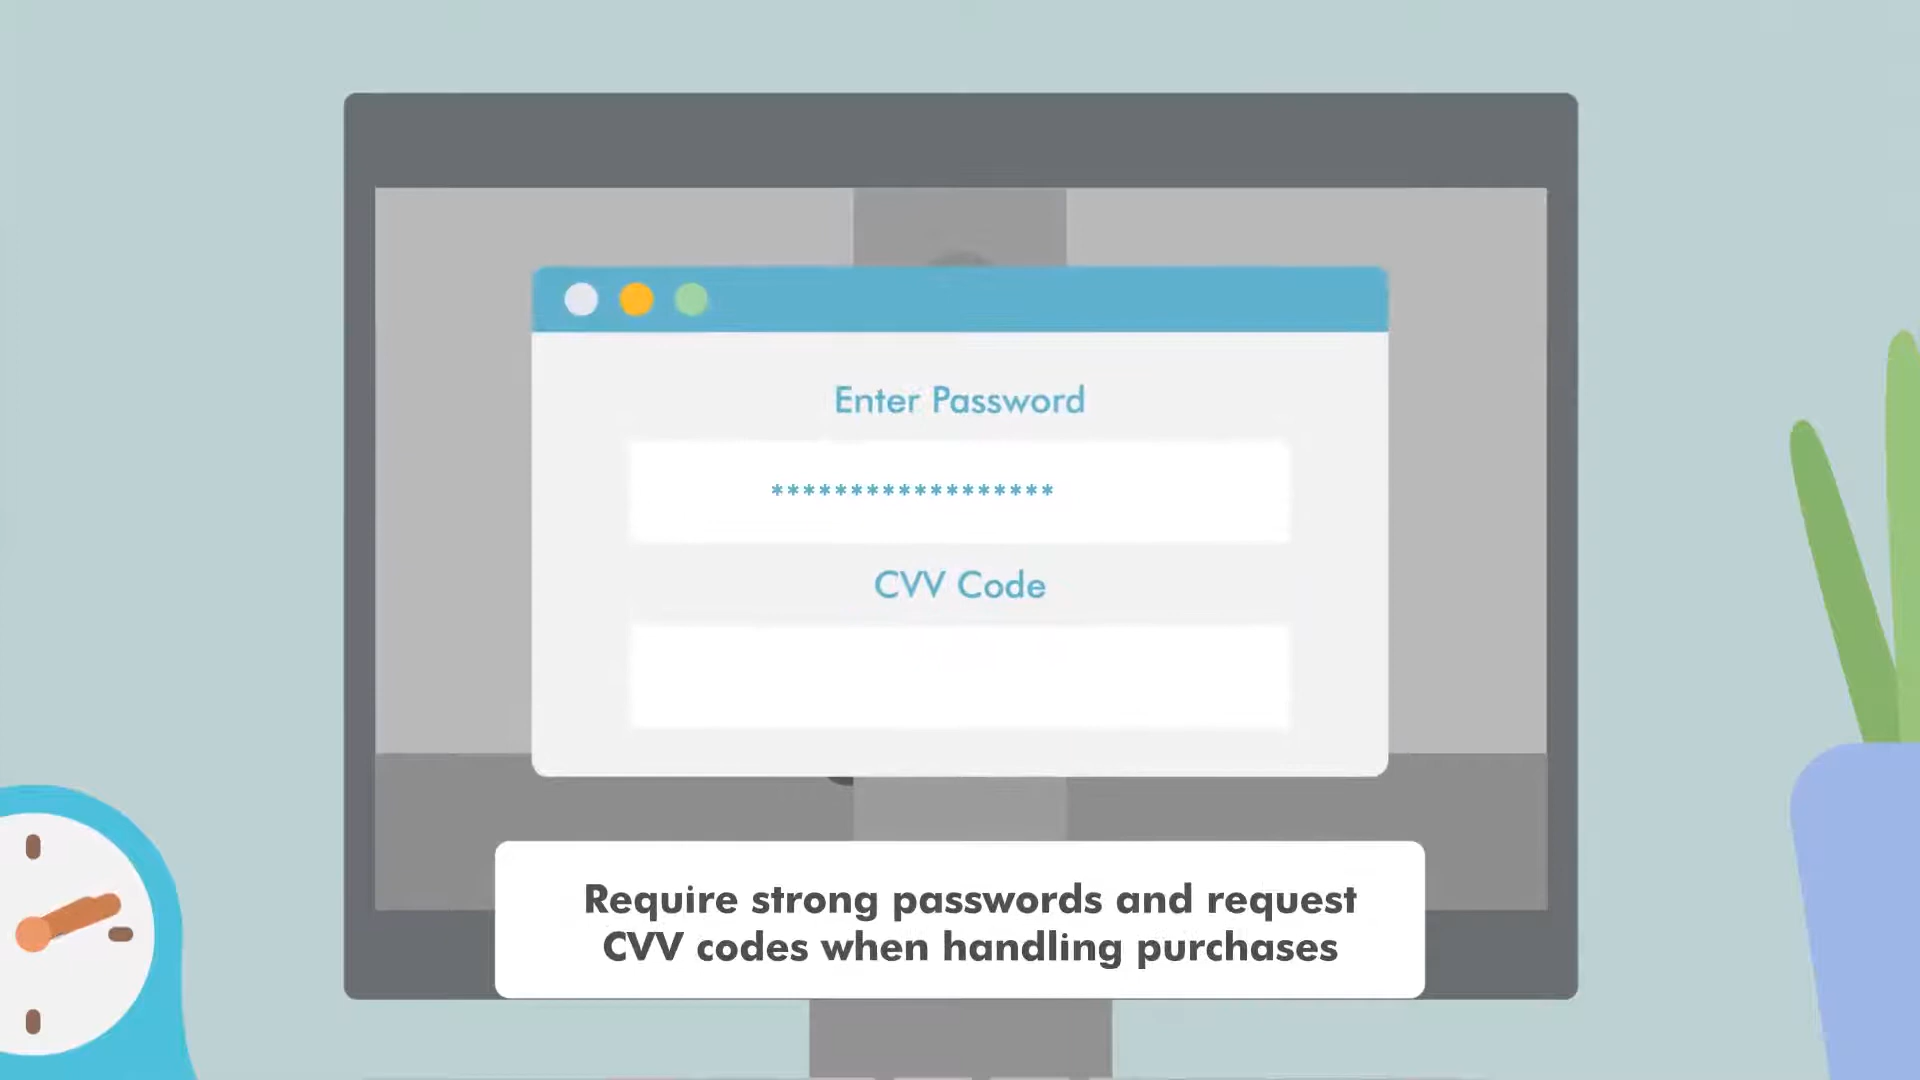 Enter Password
******************
CVV Code
Require strong passwords and request
CVV codes when handling purchases